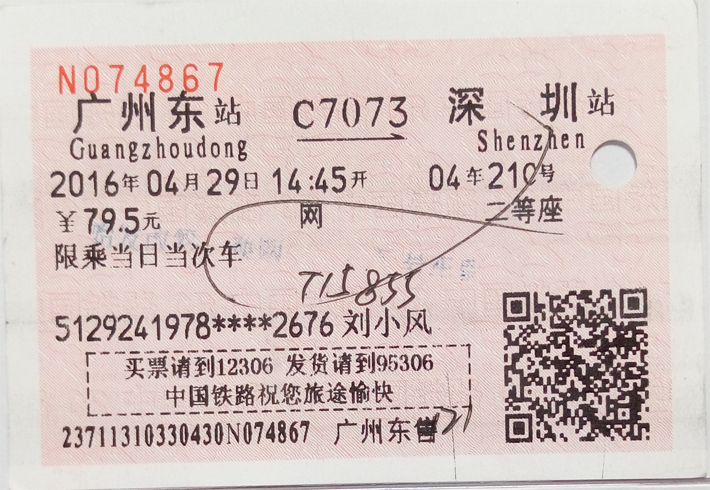 N074867
广州东站 C7073 深圳站
Guangzhoudong Shenzhen
2016年04月29日 14:45开 04车210号
¥79.5元 网 二等座
限乘当日当次车
T15855
5129241978****2676 刘小风
买票请到12306 发货请到95306
中国铁路祝您旅途愉快
23711310330430N074867 广州东售